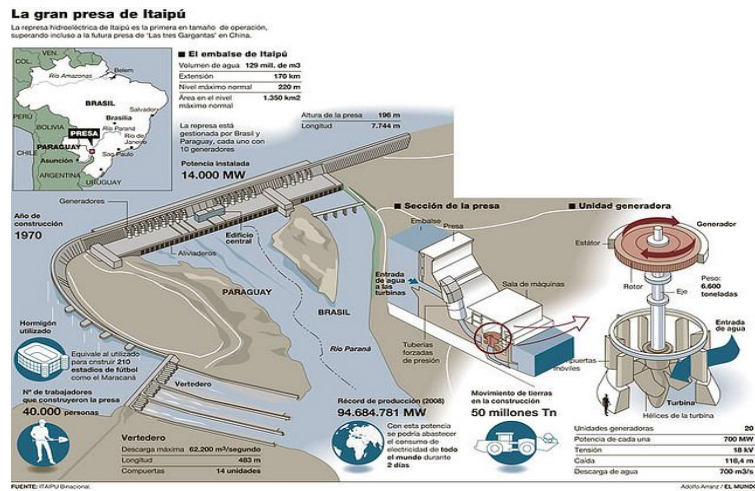 La gran presa de Itaipú
La represa hidroeléctrica de Itaipú es la primera en tamaño de operación,
superando incluso a la futura presa de 'Las tres Gargantas' en China.
VEN.
COL.
Río Amazonas
Belem
BRASIL
Salvador
PERÚ
Brasilia
BOLIVIA
Río Paraná
PRESA
Río de
Janeiro
PARAGUAY
CHILE
Sao Paulo
Asunción
ARGENTINA
URUGUAY
El embalse de Itaipú
Volumen de agua 129 mil. de m3
Extensión 170 km
Nivel máximo normal 220 m
Área en el nivel
máximo normal 1.350 km2
La represa está
gestionada por Brasil y
Paraguay, cada uno con
10 generadores
Potencia instalada
14.000 MW
Altura de la presa 196 m
Longitud 7.744 m
Generadores
Año de
construcción
1970
Edificio
central
Aliviaderos
PARAGUAY
BRASIL
Río Paraná
Hormigón
utilizado
Equivale al utilizado
para construir 210
estadios de fútbol
como el Maracaná
Nº de trabajadores
que construyeron la presa
40.000 personas
Vertedero
Vertedero
Descarga máxima 62.200 m³/segundo
Longitud 483 m
Compuertas 14 unidades
Récord de producción (2008)
94.684.781 MW
Con esta potencia
se podría abastecer
el consumo de
electricidad de todo
el mundo durante
2 días
Movimiento de tierras
en la construcción
50 millones Tn
Sección de la presa
Embalse
Presa
Entrada
de agua
a las
turbinas
Sala de máquinas
Tuberías
forzadas
de presión
Unidad generadora
Generador
Estátor
Rotor
Eje
Peso:
6.600
toneladas
Entrada
de agua
móviles
Turbina
Hélices de la turbina
Unidades generadoras 20
Potencia de cada una 700 MW
Tensión 18 kV
Caída 118,4 m
Descarga de agua 700 m3/s
FUENTE: ITAIPU Binacional.
Adolfo Arranz / EL MUNDO